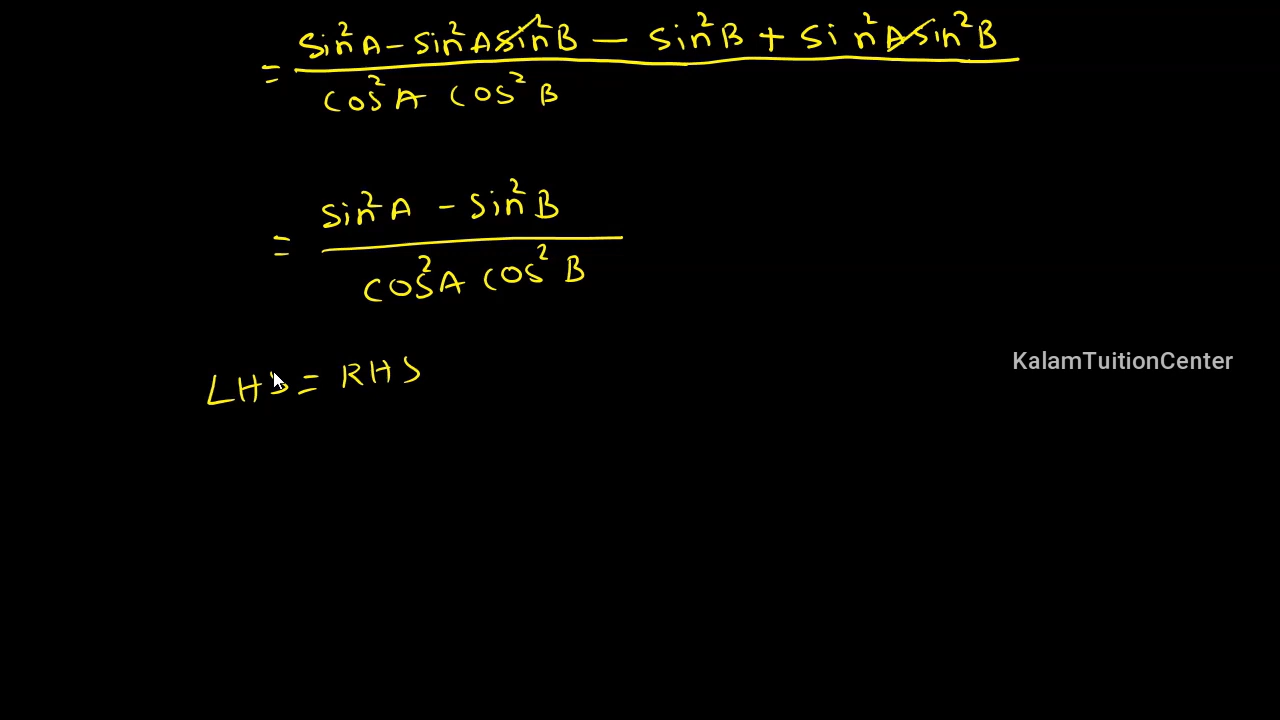 = sin²A - sin²A sin²B - sin²B + sin²A sin²B
cos²A cos²B
= sin²A - sin²B
cos²A cos²B
LHS = RHS
KalamTuitionCenter